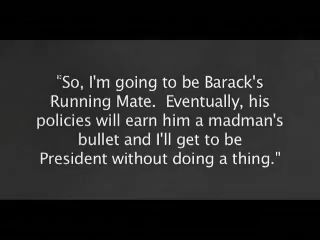 “So, I'm going to be Barack's
Running Mate.  Eventually, his
policies will earn him a madman's
bullet and I'll get to be
President without doing a thing."